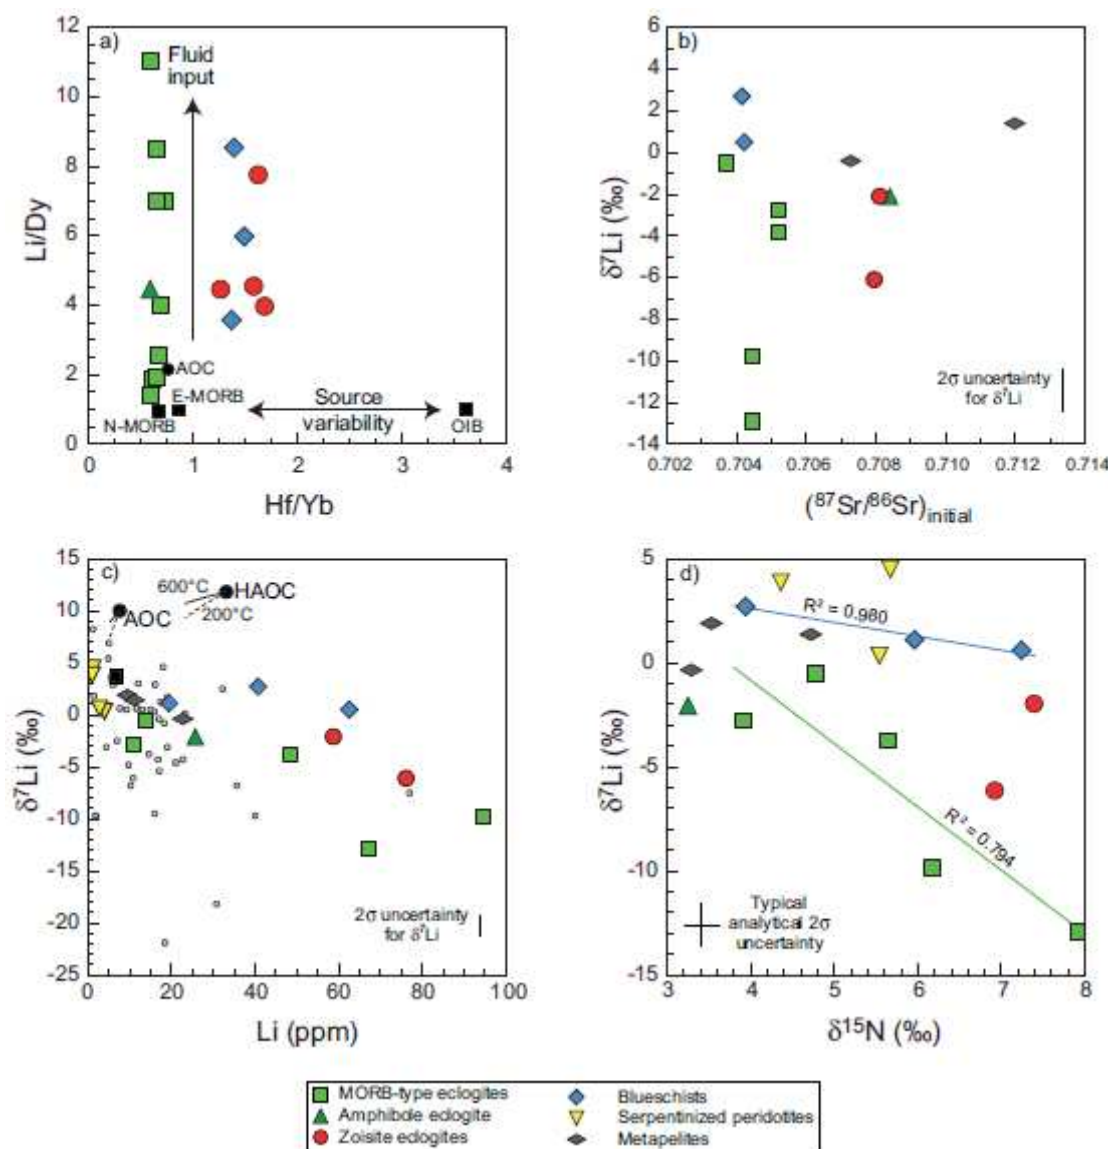 a)
12
10
8
6
4
2
0
Li/Dy
Fluid
input
AOC
E-MORB
N-MORB
Source
variability
OIB
0 1 2 3 4
Hf/Yb
b)
6
4
2
0
-2
-4
-6
-8
-10
-12
-14
δ⁷Li (‰)
2σ uncertainty
for δ⁷Li
0.702 0.704 0.706 0.708 0.710 0.712 0.714
(⁸⁷Sr/⁸⁶Sr)initial
c)
15
10
5
0
-5
-10
-15
-20
-25
δ⁷Li (‰)
600°C
HAOC
200°C
AOC
2σ uncertainty
for δ⁷Li
0 20 40 60 80 100
Li (ppm)
d)
5
0
-5
-10
-15
δ⁷Li (‰)
R² = 0.980
R² = 0.794
Typical
analytical 2σ
uncertainty
3 4 5 6 7 8
δ¹⁵N (‰)
MORB-type eclogites
Amphibole eclogite
Zoisite eclogites
Blueschists
Serpentinized peridotites
Metapelites